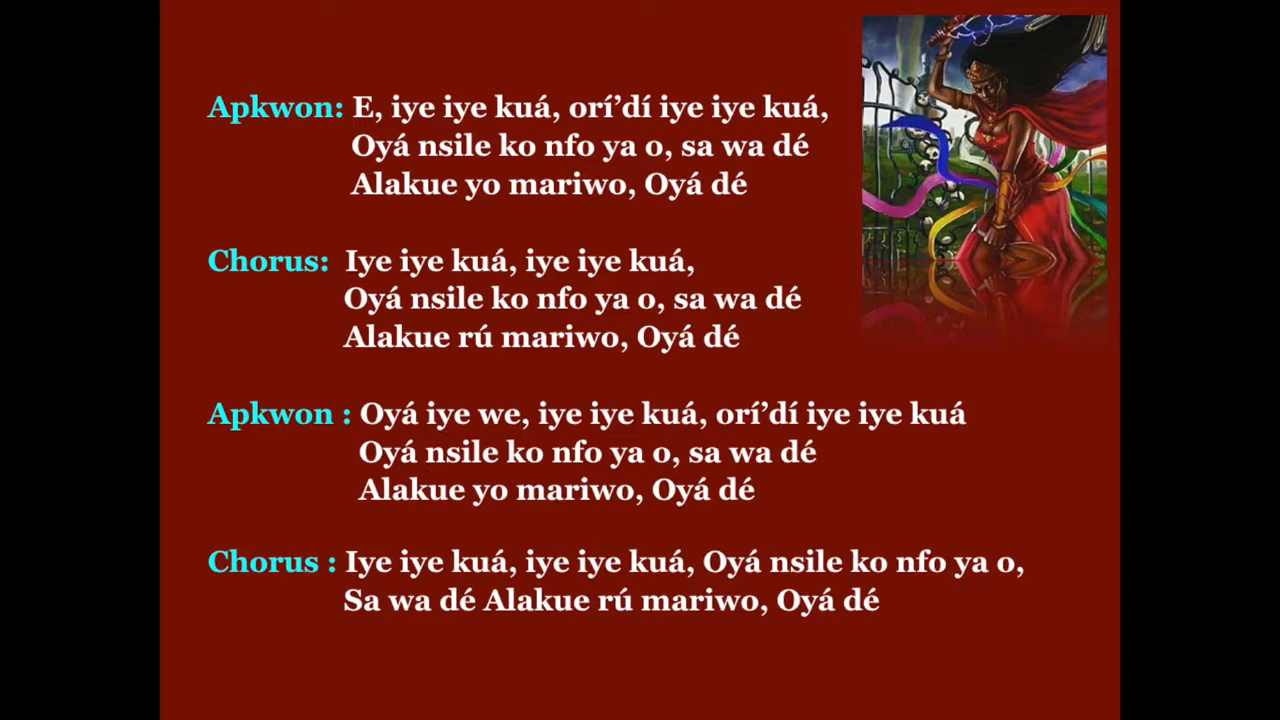 Apkwon: E, iye iye kuá, orí’dí iye iye kuá,
Oyá nsile ko nfo ya o, sa wa dé
Alakue yo mariwo, Oyá dé
Chorus: Iye iye kuá, iye iye kuá,
Oyá nsile ko nfo ya o, sa wa dé
Alakue rú mariwo, Oyá dé
Apkwon : Oyá iye we, iye iye kuá, orí’dí iye iye kuá
Oyá nsile ko nfo ya o, sa wa dé
Alakue yo mariwo, Oyá dé
Chorus : Iye iye kuá, iye iye kuá, Oyá nsile ko nfo ya o,
Sa wa dé Alakue rú mariwo, Oyá dé